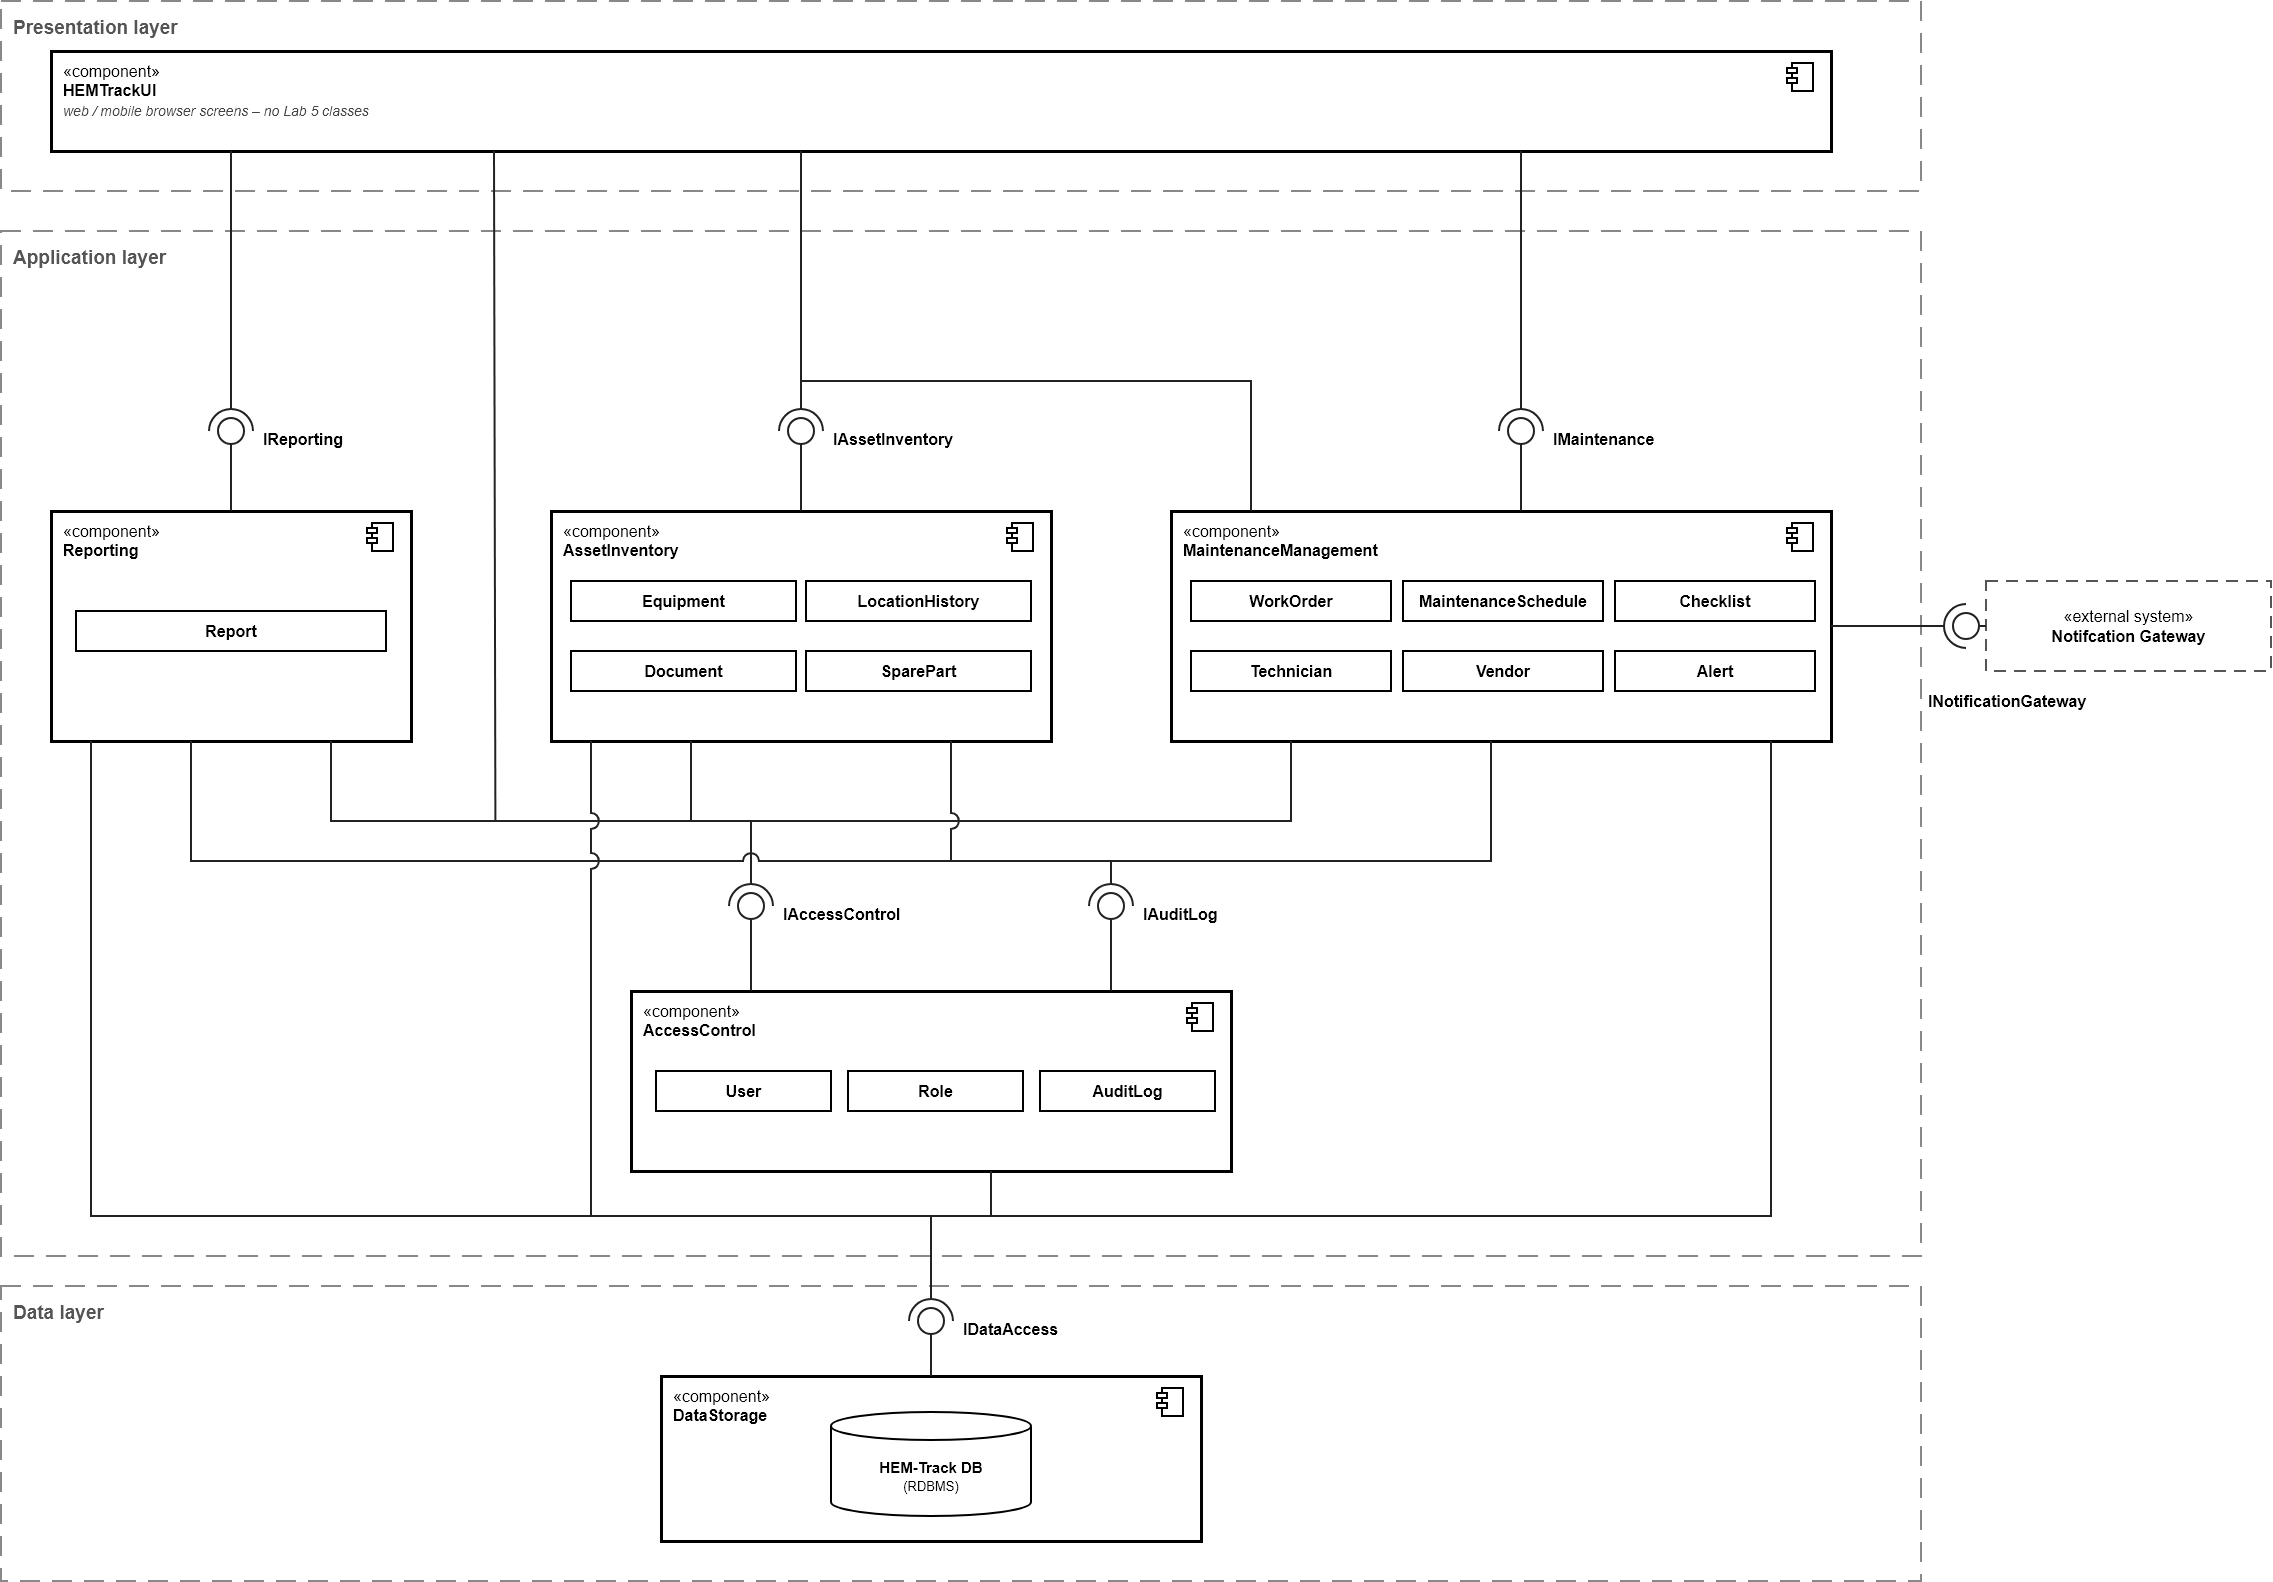 Presentation layer
«component»
HEMTrackUI
web / mobile browser screens – no Lab 5 classes
Application layer
IReporting
IAssetInventory
IMaintenance
«component»
Reporting
Report
«component»
AssetInventory
Equipment
LocationHistory
Document
SparePart
«component»
MaintenanceManagement
WorkOrder
MaintenanceSchedule
Checklist
Technician
Vendor
Alert
«external system»
Notifcation Gateway
INotificationGateway
IAccessControl
IAuditLog
«component»
AccessControl
User
Role
AuditLog
Data layer
IDataAccess
«component»
DataStorage
HEM-Track DB
(RDBMS)